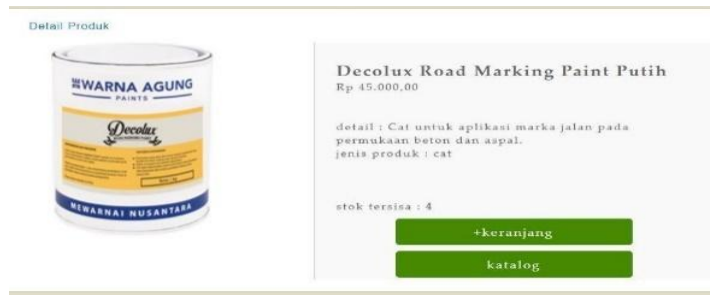 Detail Produk
WARNA AGUNG
PAINTS
Decolux
MEWARNAI NUSANTARA
Decolux Road Marking Paint Putih
Rp 45.000,00
detail : Cat untuk aplikasi marka jalan pada
permukaan beton dan aspal.
jenis produk : cat
stok tersisa : 4
+keranjang
katalog